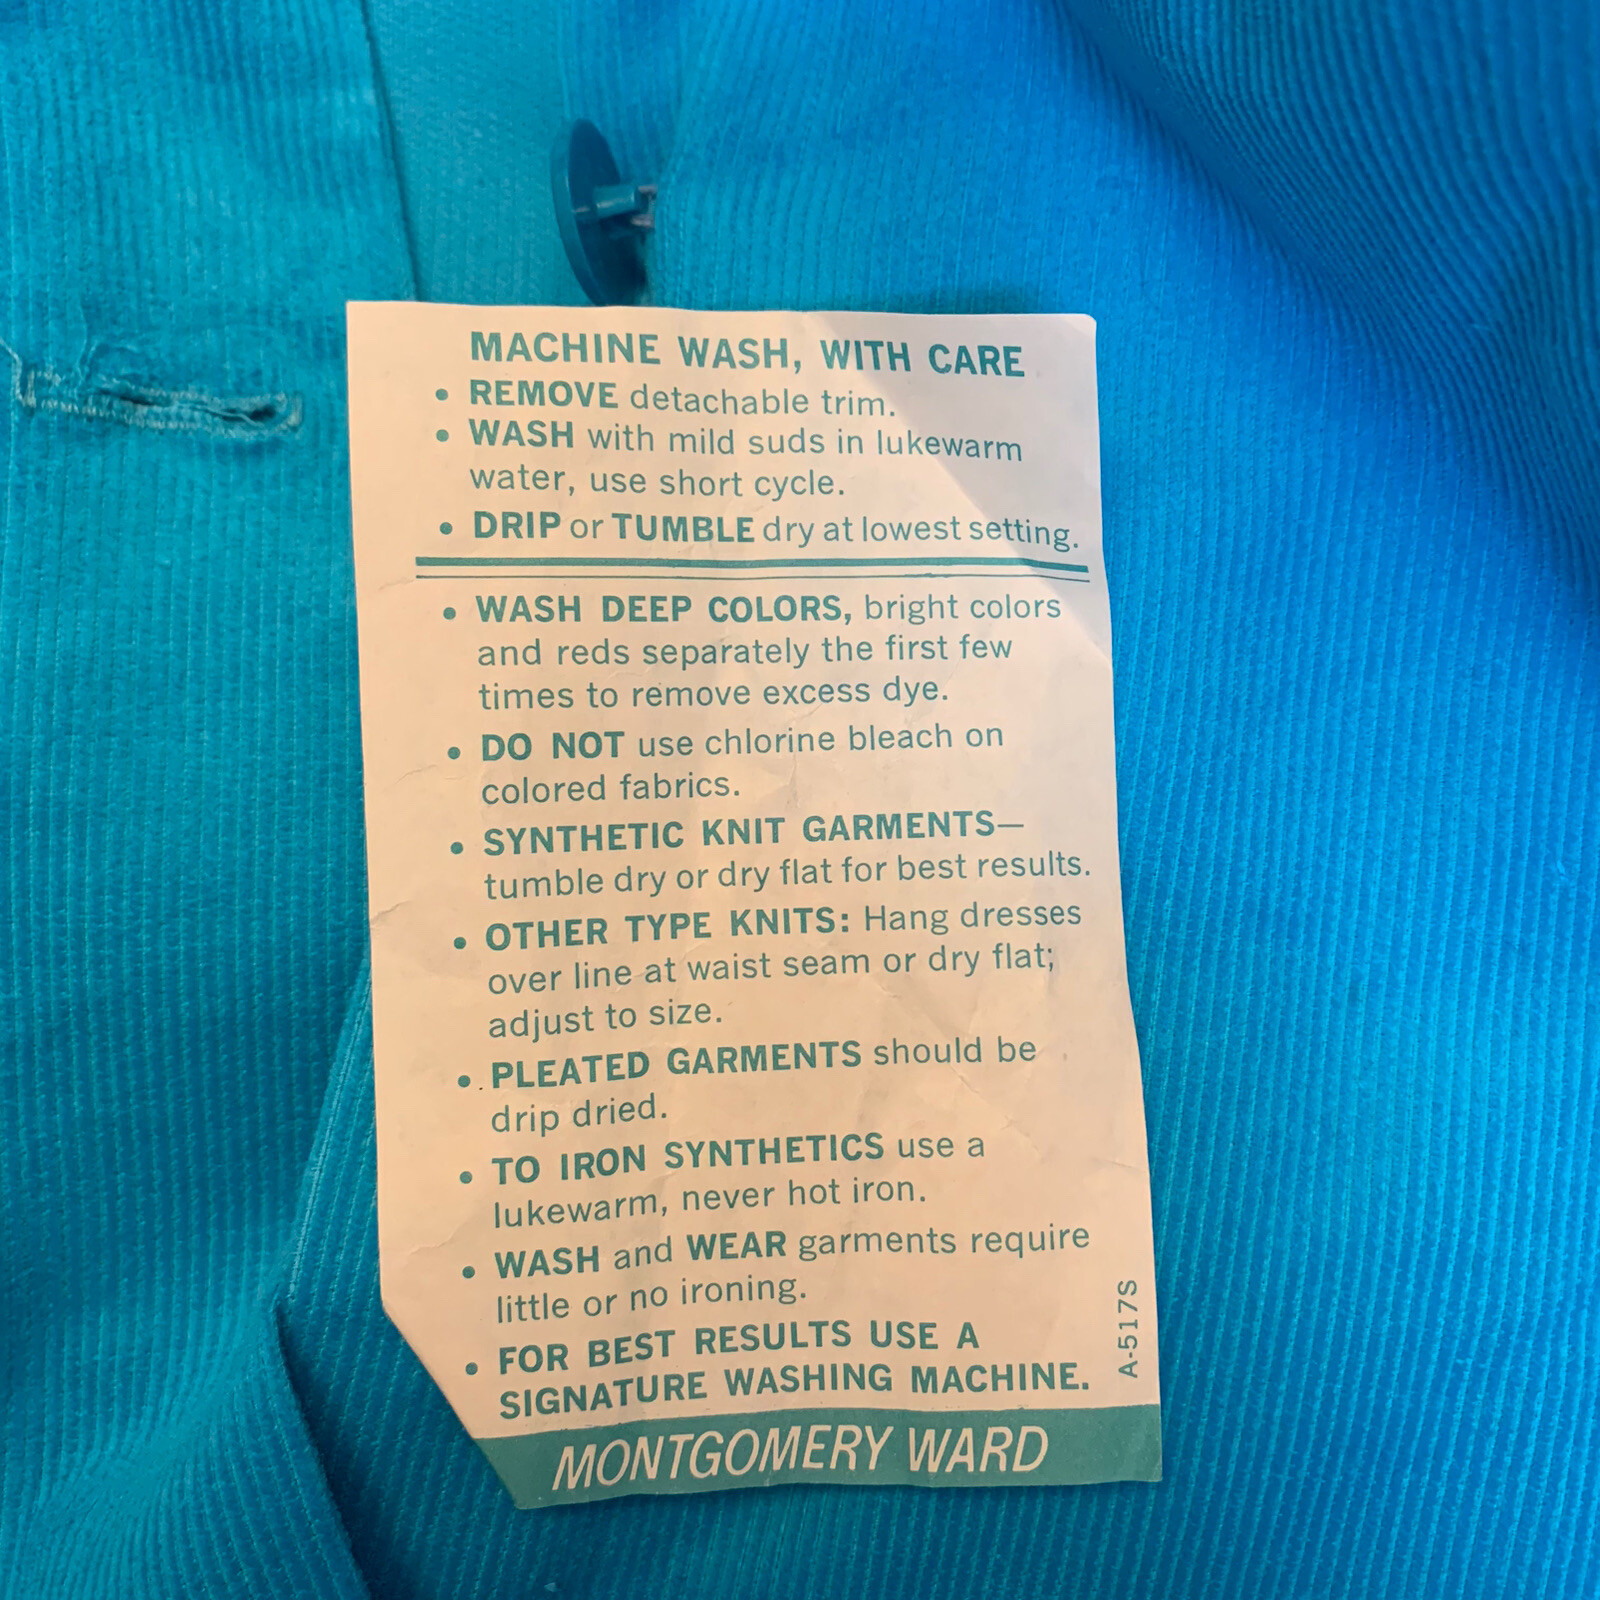 MACHINE WASH, WITH CARE
• REMOVE detachable trim.
• WASH with mild suds in lukewarm
water, use short cycle.
• DRIP or TUMBLE dry at lowest setting.
• WASH DEEP COLORS, bright colors
and reds separately the first few
times to remove excess dye.
• DO NOT use chlorine bleach on
colored fabrics.
• SYNTHETIC KNIT GARMENTS—
tumble dry or dry flat for best results.
• OTHER TYPE KNITS: Hang dresses
over line at waist seam or dry flat;
adjust to size.
• PLEATED GARMENTS should be
drip dried.
• TO IRON SYNTHETICS use a
lukewarm, never hot iron.
• WASH and WEAR garments require
little or no ironing.
• FOR BEST RESULTS USE A
SIGNATURE WASHING MACHINE.
A-517S
MONTGOMERY WARD